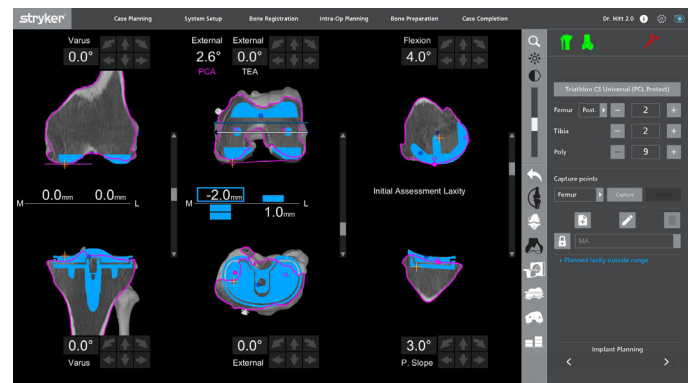 stryker
Case Planning System Setup Bone Registration Intra-Op Planning Bone Preparation Case Completion
Dr. Hitt 2.0
Varus
0.0°
External External
2.6° 0.0°
PCA TEA
Flexion
4.0°
M 0.0mm 0.0mm L
M -2.0mm L
1.0mm
Initial Assessment Laxity
0.0°
Varus
0.0°
External
3.0°
P. Slope
Triathlon CS Universal (PCL Protect)
Femur Post. − 2 +
Tibia − 2 +
Poly − 9 +
Capture points
Femur Capture
MA
• Planned laxity outside range
Implant Planning
< >